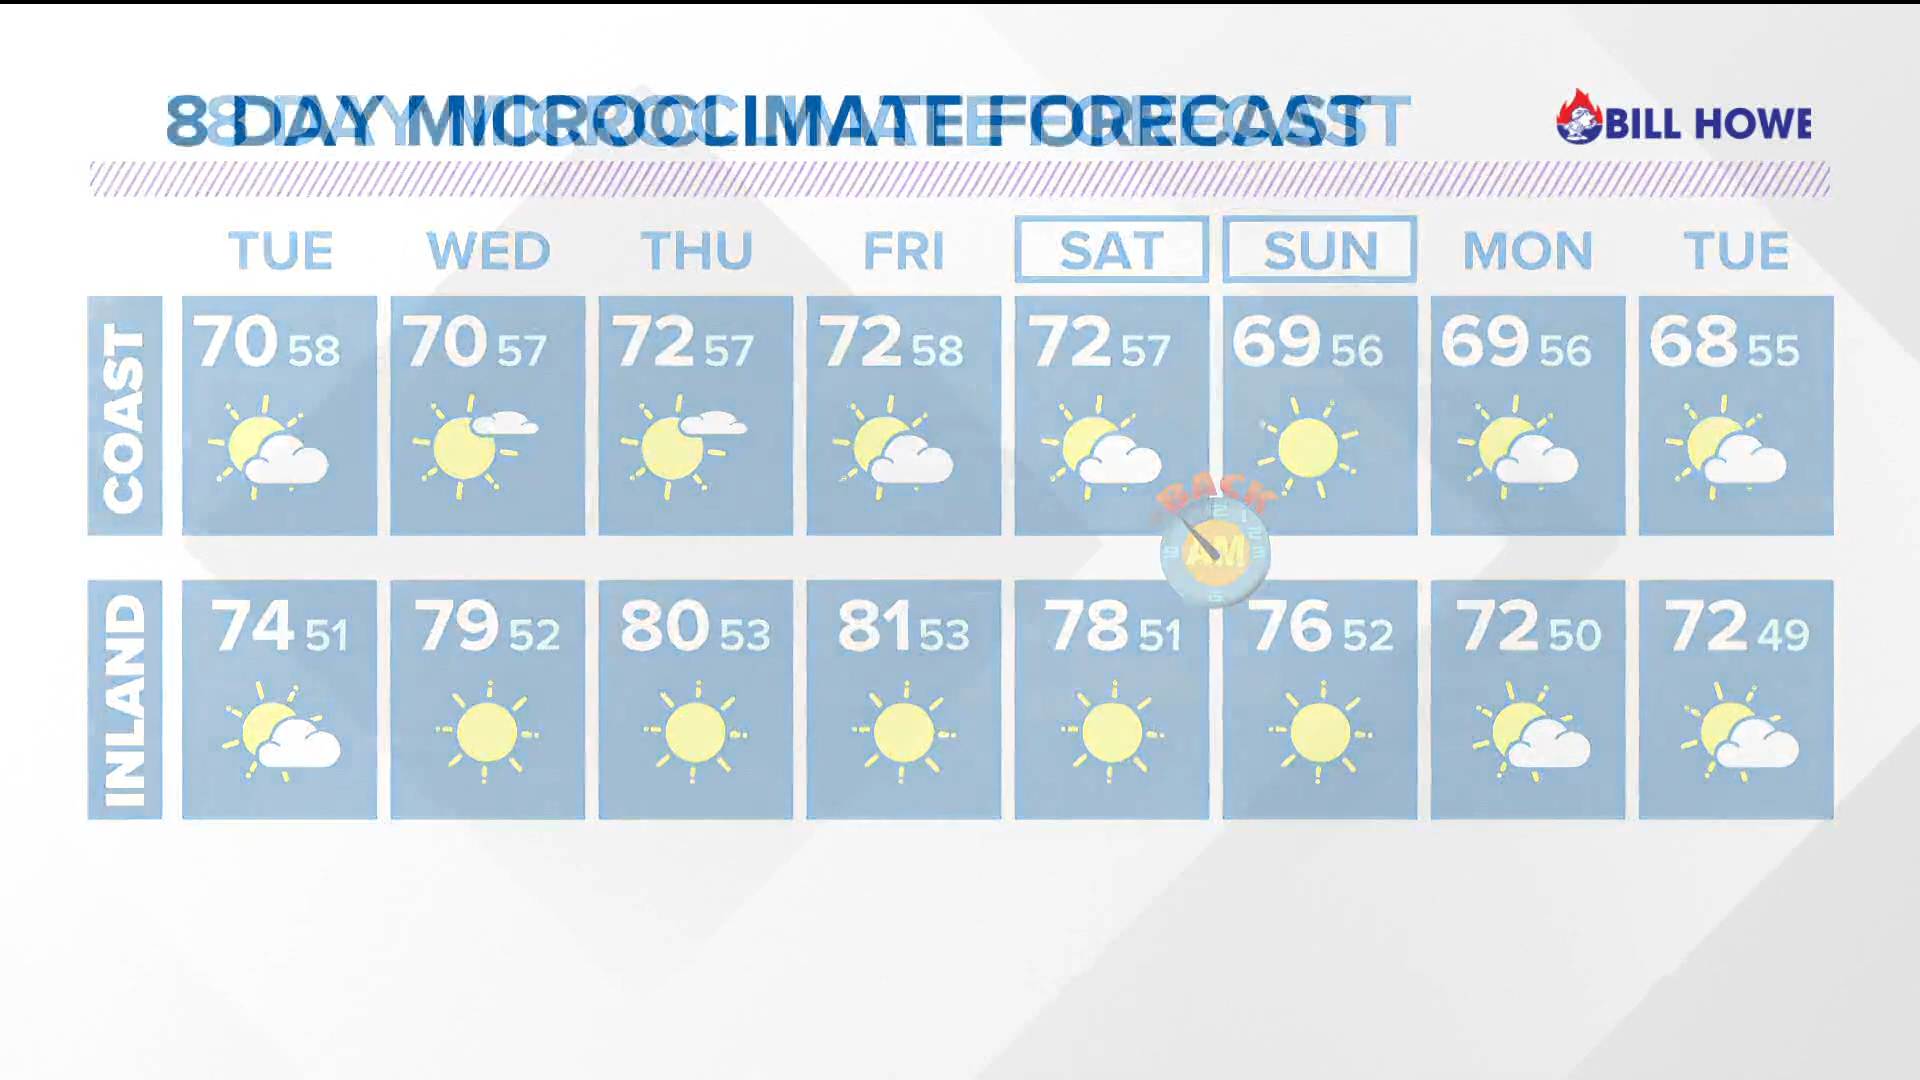 8 DAY MICROCLIMATE FORECAST
BILL HOWE
TUE WED THU FRI SAT SUN MON TUE
COAST
70 58 70 57 72 57 72 58 72 57 69 56 69 56 68 55
BACK
AM
INLAND
74 51 79 52 80 53 81 53 78 51 76 52 72 50 72 49